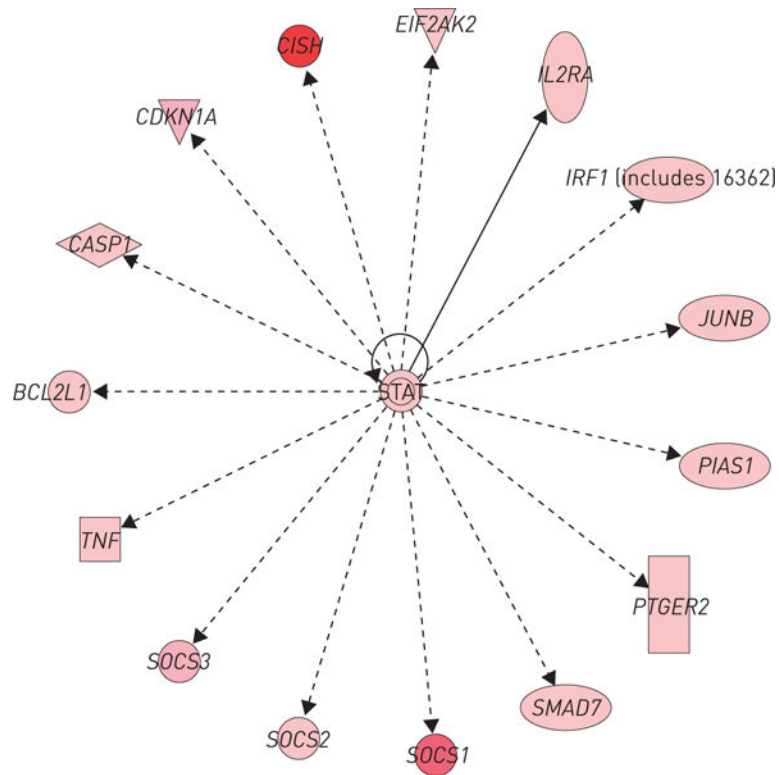 EIF2AK2
CISH
IL2RA
CDKN1A
IRF1 (includes 16362)
CASP1
JUNB
STAT
BCL2L1
PIAS1
TNF
PTGER2
SOCS3
SMAD7
SOCS2
SOCS1